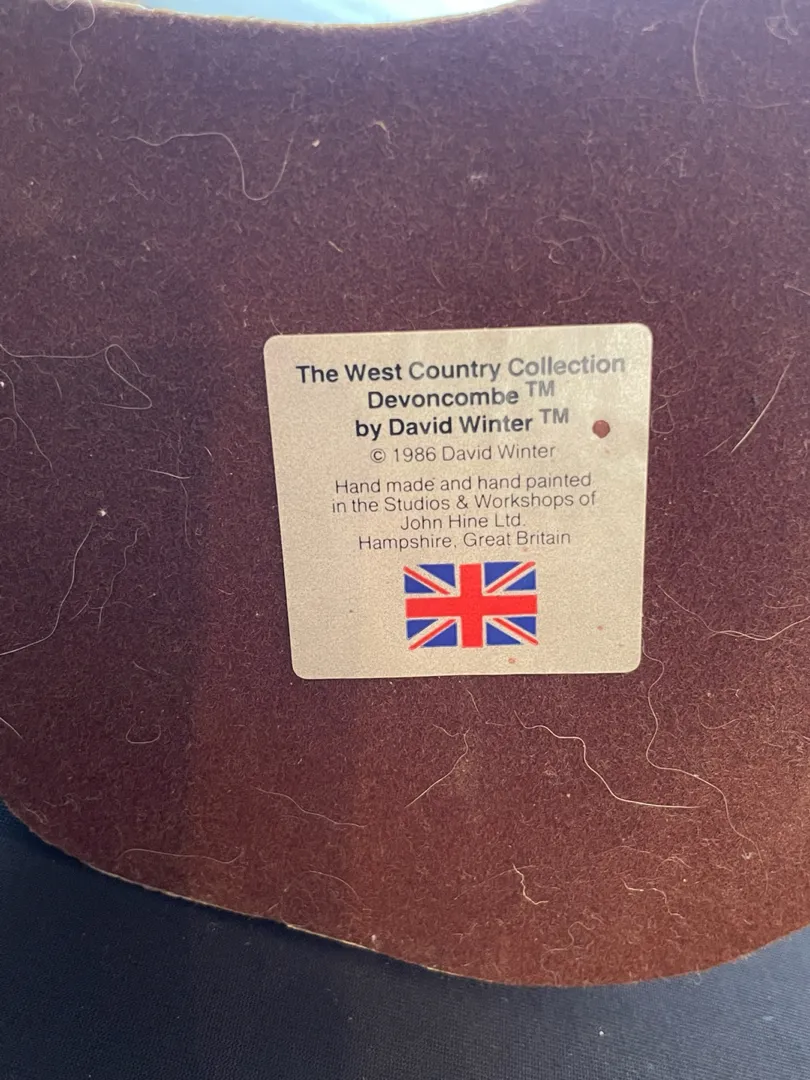 The West Country Collection
Devoncombe TM
by David Winter TM
© 1986 David Winter
Hand made and hand painted
in the Studios & Workshops of
John Hine Ltd.
Hampshire, Great Britain